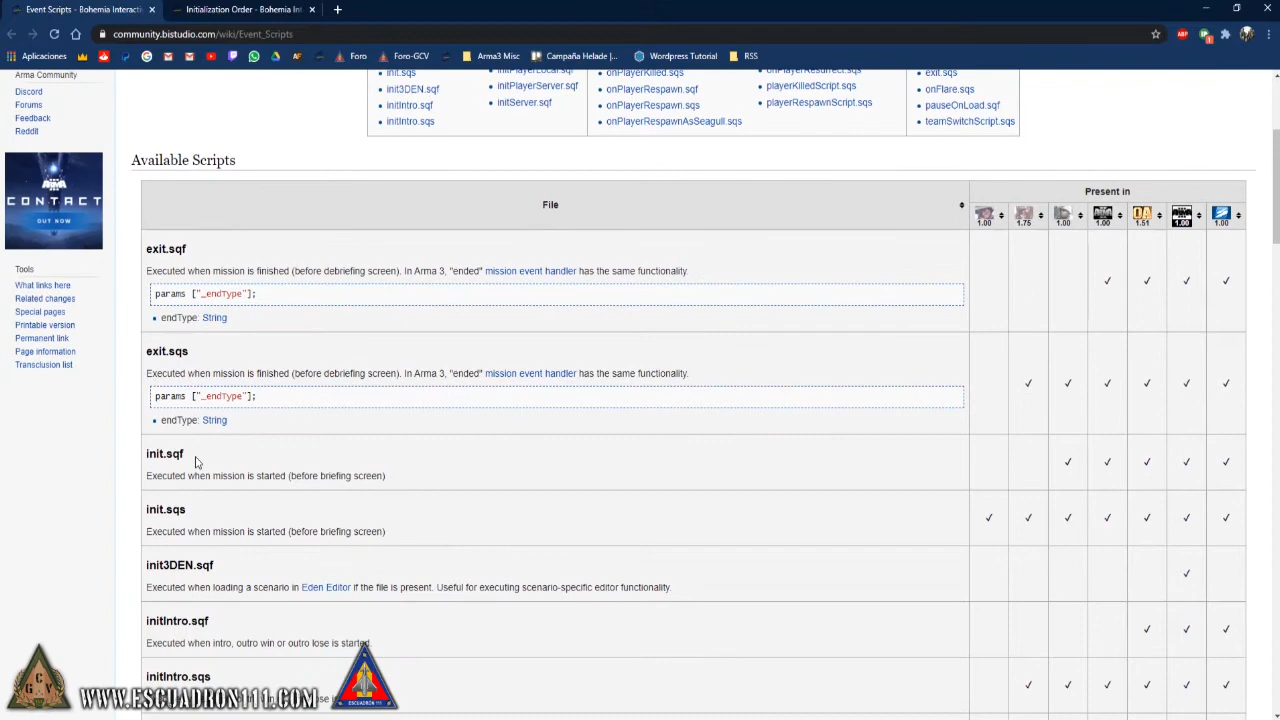 Event Scripts - Bohemia Interacti
Initialization Order - Bohemia Int
community.bistudio.com/wiki/Event_Scripts
Aplicaciones
Foro
Foro-GCV
Arma3 Misc
Campaña Helade |...
Wordpress Tutorial
RSS
Arma Community
Discord
Forums
Feedback
Reddit
ARMA
CONTACT
OUT NOW
Tools
What links here
Related changes
Special pages
Printable version
Permanent link
Page information
Transclusion list
init.sqs
init3DEN.sqf
initIntro.sqf
initIntro.sqs
initPlayerLocal.sqf
initPlayerServer.sqf
initServer.sqf
onPlayerKilled.sqs
onPlayerRespawn.sqf
onPlayerRespawn.sqs
onPlayerRespawnAsSeagull.sqs
onPlayerResurrect.sqf
playerKilledScript.sqs
playerRespawnScript.sqs
exit.sqs
onFlare.sqs
pauseOnLoad.sqs
teamSwitchScript.sqs
Available Scripts
File
Present in
1.00 1.75 1.00 1.00 1.51 1.00 1.00
exit.sqf
Executed when mission is finished (before debriefing screen). In Arma 3, "ended" mission event handler has the same functionality.
params ["_endType"];
endType: String
exit.sqs
Executed when mission is finished (before debriefing screen). In Arma 3, "ended" mission event handler has the same functionality.
params ["_endType"];
endType: String
init.sqf
Executed when mission is started (before briefing screen)
init.sqs
Executed when mission is started (before briefing screen)
init3DEN.sqf
Executed when loading a scenario in Eden Editor if the file is present. Useful for executing scenario-specific editor functionality.
initIntro.sqf
Executed when intro, outro win or outro lose is started.
initIntro.sqs
GCV
WWW.ESCUADRON111.COM
ESCUADRON 111